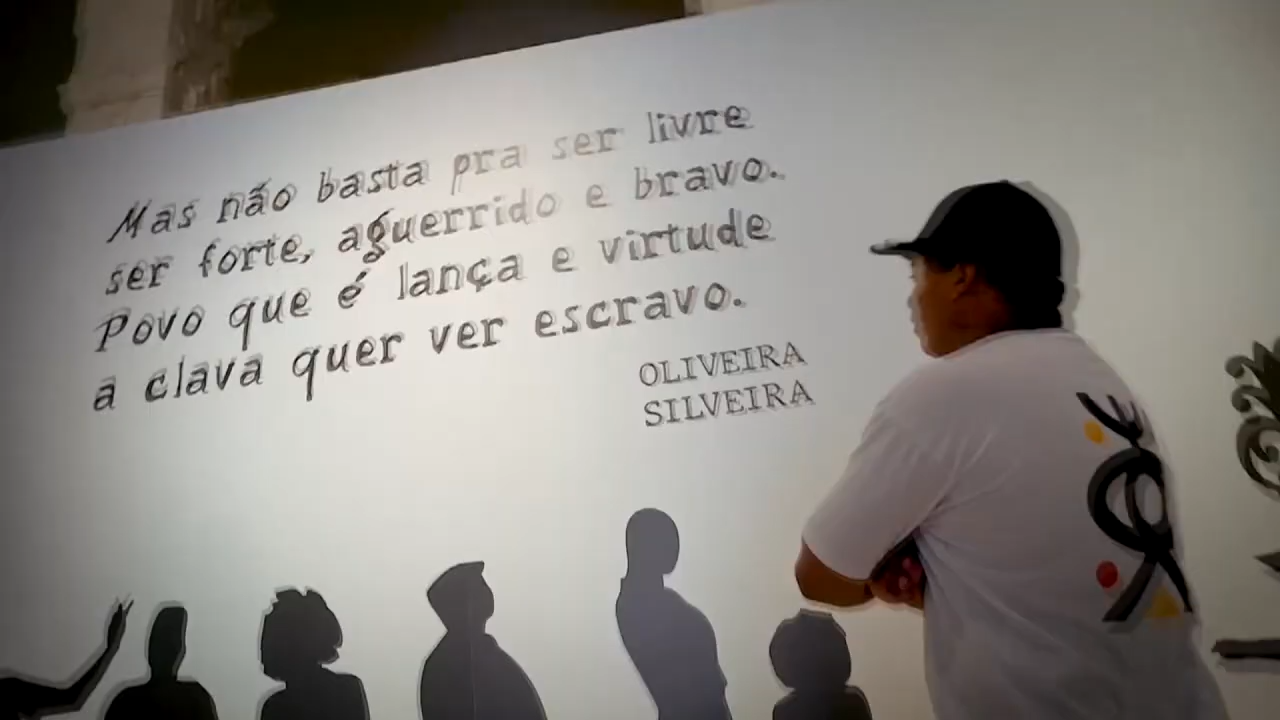 Mas não basta pra ser livre
ser forte, aguerrido e bravo.
Povo que é lança e virtude
a clava quer ver escravo.
OLIVEIRA
SILVEIRA